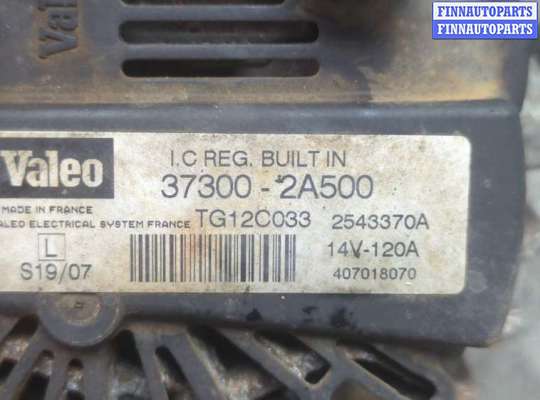 FINNAUTOPARTS
FINNAUTOPARTS
Valeo
Valeo
I.C REG. BUILT IN
37300 - 2A500
MADE IN FRANCE
VALEO ELECTRICAL SYSTEM FRANCE
TG12C033
2543370A
L
14V-120A
S19/07
407018070